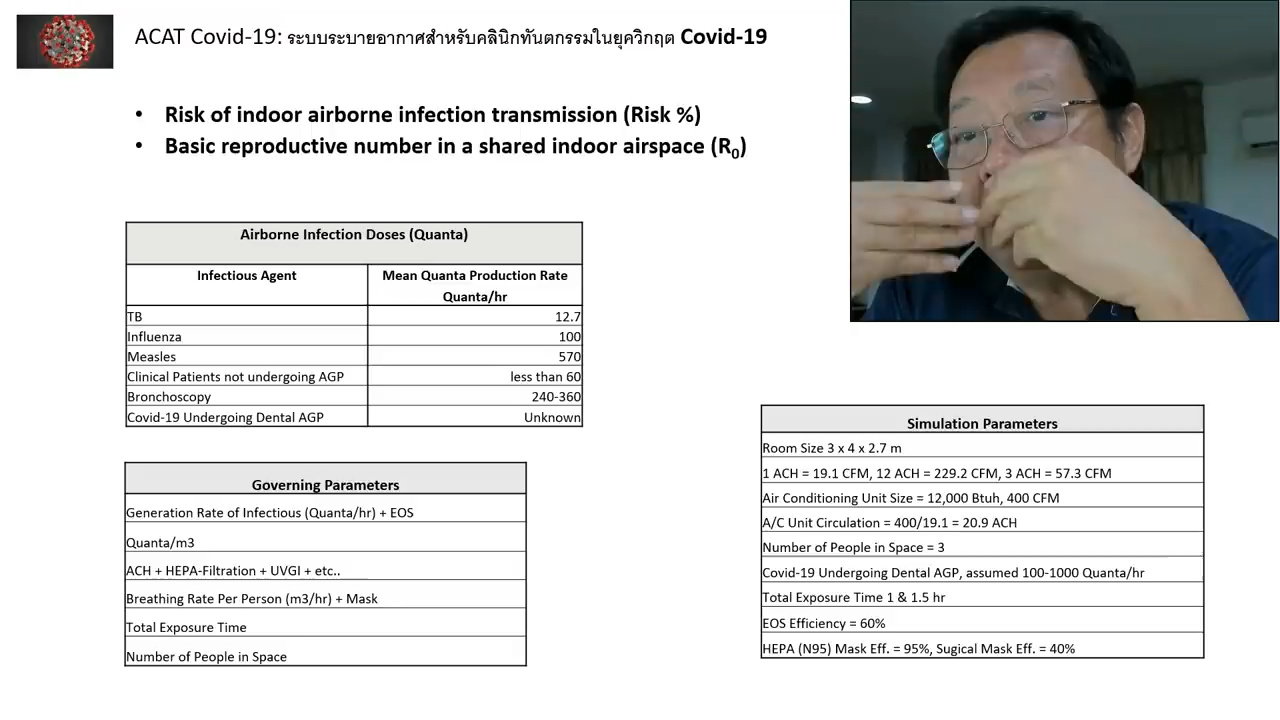 ACAT Covid-19: ระบบระบายอากาศสำหรับคลินิกทันตกรรมในยุควิกฤต Covid-19
• Risk of indoor airborne infection transmission (Risk %)
• Basic reproductive number in a shared indoor airspace (R₀)
Airborne Infection Doses (Quanta)
Infectious Agent | Mean Quanta Production Rate
Quanta/hr
TB | 12.7
Influenza | 100
Measles | 570
Clinical Patients not undergoing AGP | less than 60
Bronchoscopy | 240-360
Covid-19 Undergoing Dental AGP | Unknown
Governing Parameters
Generation Rate of Infectious (Quanta/hr) + EOS
Quanta/m3
ACH + HEPA-Filtration + UVGI + etc..
Breathing Rate Per Person (m3/hr) + Mask
Total Exposure Time
Number of People in Space
Simulation Parameters
Room Size 3 x 4 x 2.7 m
1 ACH = 19.1 CFM, 12 ACH = 229.2 CFM, 3 ACH = 57.3 CFM
Air Conditioning Unit Size = 12,000 Btuh, 400 CFM
A/C Unit Circulation = 400/19.1 = 20.9 ACH
Number of People in Space = 3
Covid-19 Undergoing Dental AGP, assumed 100-1000 Quanta/hr
Total Exposure Time 1 & 1.5 hr
EOS Efficiency = 60%
HEPA (N95) Mask Eff. = 95%, Sugical Mask Eff. = 40%